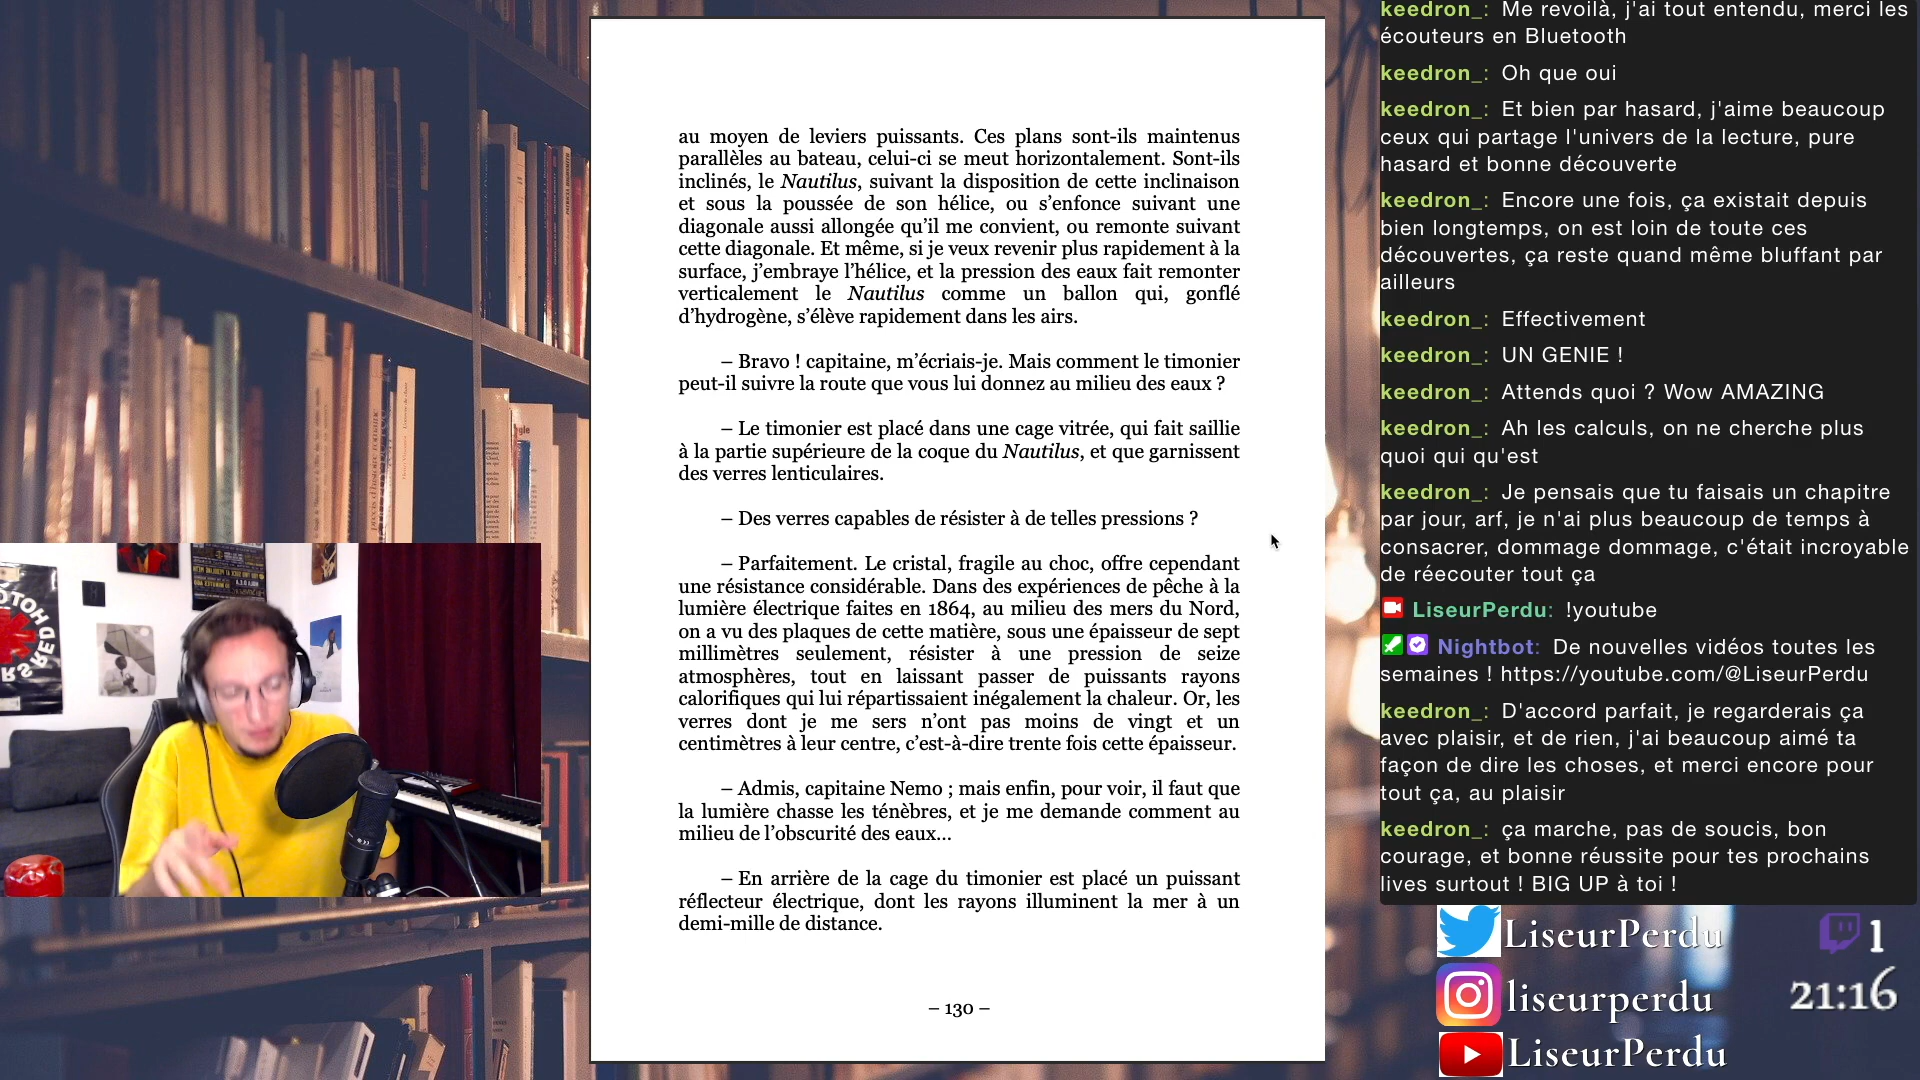 au moyen de leviers puissants. Ces plans sont-ils maintenus
parallèles au bateau, celui-ci se meut horizontalement. Sont-ils
inclinés, le Nautilus, suivant la disposition de cette inclinaison
et sous la poussée de son hélice, ou s’enfonce suivant une
diagonale aussi allongée qu’il me convient, ou remonte suivant
cette diagonale. Et même, si je veux revenir plus rapidement à la
surface, j’embraye l’hélice, et la pression des eaux fait remonter
verticalement le Nautilus comme un ballon qui, gonflé
d’hydrogène, s’élève rapidement dans les airs.
– Bravo ! capitaine, m’écriais-je. Mais comment le timonier
peut-il suivre la route que vous lui donnez au milieu des eaux ?
– Le timonier est placé dans une cage vitrée, qui fait saillie
à la partie supérieure de la coque du Nautilus, et que garnissent
des verres lenticulaires.
– Des verres capables de résister à de telles pressions ?
– Parfaitement. Le cristal, fragile au choc, offre cependant
une résistance considérable. Dans des expériences de pêche à la
lumière électrique faites en 1864, au milieu des mers du Nord,
on a vu des plaques de cette matière, sous une épaisseur de sept
millimètres seulement, résister à une pression de seize
atmosphères, tout en laissant passer de puissants rayons
calorifiques qui lui répartissaient inégalement la chaleur. Or, les
verres dont je me sers n’ont pas moins de vingt et un
centimètres à leur centre, c’est-à-dire trente fois cette épaisseur.
– Admis, capitaine Nemo ; mais enfin, pour voir, il faut que
la lumière chasse les ténèbres, et je me demande comment au
milieu de l’obscurité des eaux…
– En arrière de la cage du timonier est placé un puissant
réflecteur électrique, dont les rayons illuminent la mer à un
demi-mille de distance.
– 130 –
keedron_: Me revoilà, j'ai tout entendu, merci les
écouteurs en Bluetooth
keedron_: Oh que oui
keedron_: Et bien par hasard, j'aime beaucoup
ceux qui partage l'univers de la lecture, pure
hasard et bonne découverte
keedron_: Encore une fois, ça existait depuis
bien longtemps, on est loin de toute ces
découvertes, ça reste quand même bluffant par
ailleurs
keedron_: Effectivement
keedron_: UN GENIE !
keedron_: Attends quoi ? Wow AMAZING
keedron_: Ah les calculs, on ne cherche plus
quoi qui qu'est
keedron_: Je pensais que tu faisais un chapitre
par jour, arf, je n'ai plus beaucoup de temps à
consacrer, dommage dommage, c'était incroyable
de réecouter tout ça
LiseurPerdu: !youtube
Nightbot: De nouvelles vidéos toutes les
semaines ! https://youtube.com/@LiseurPerdu
keedron_: D'accord parfait, je regarderais ça
avec plaisir, et de rien, j'ai beaucoup aimé ta
façon de dire les choses, et merci encore pour
tout ça, au plaisir
keedron_: ça marche, pas de soucis, bon
courage, et bonne réussite pour tes prochains
lives surtout ! BIG UP à toi !
LiseurPerdu
1
liseurperdu
21:16
LiseurPerdu